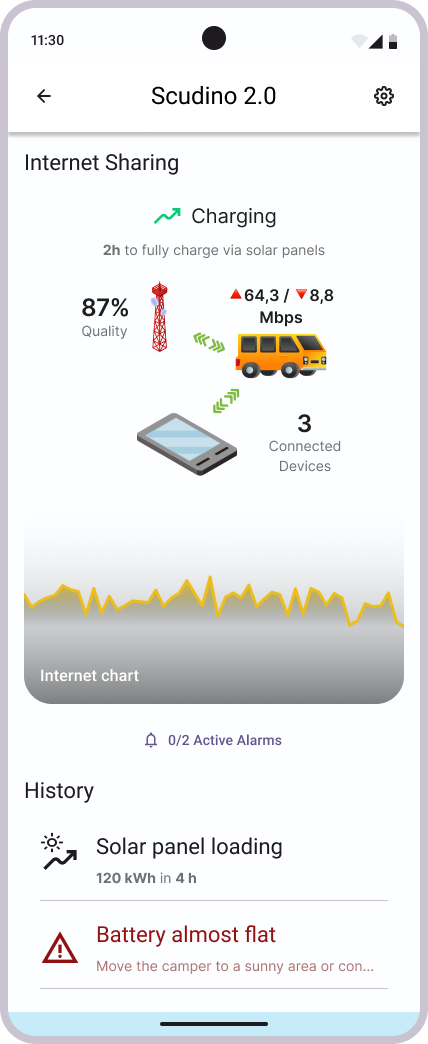 11:30
Scudino 2.0
Internet Sharing
Charging
2h to fully charge via solar panels
87%
Quality
64,3 / 8,8
Mbps
3
Connected
Devices
Internet chart
0/2 Active Alarms
History
Solar panel loading
120 kWh in 4 h
Battery almost flat
Move the camper to a sunny area or con...